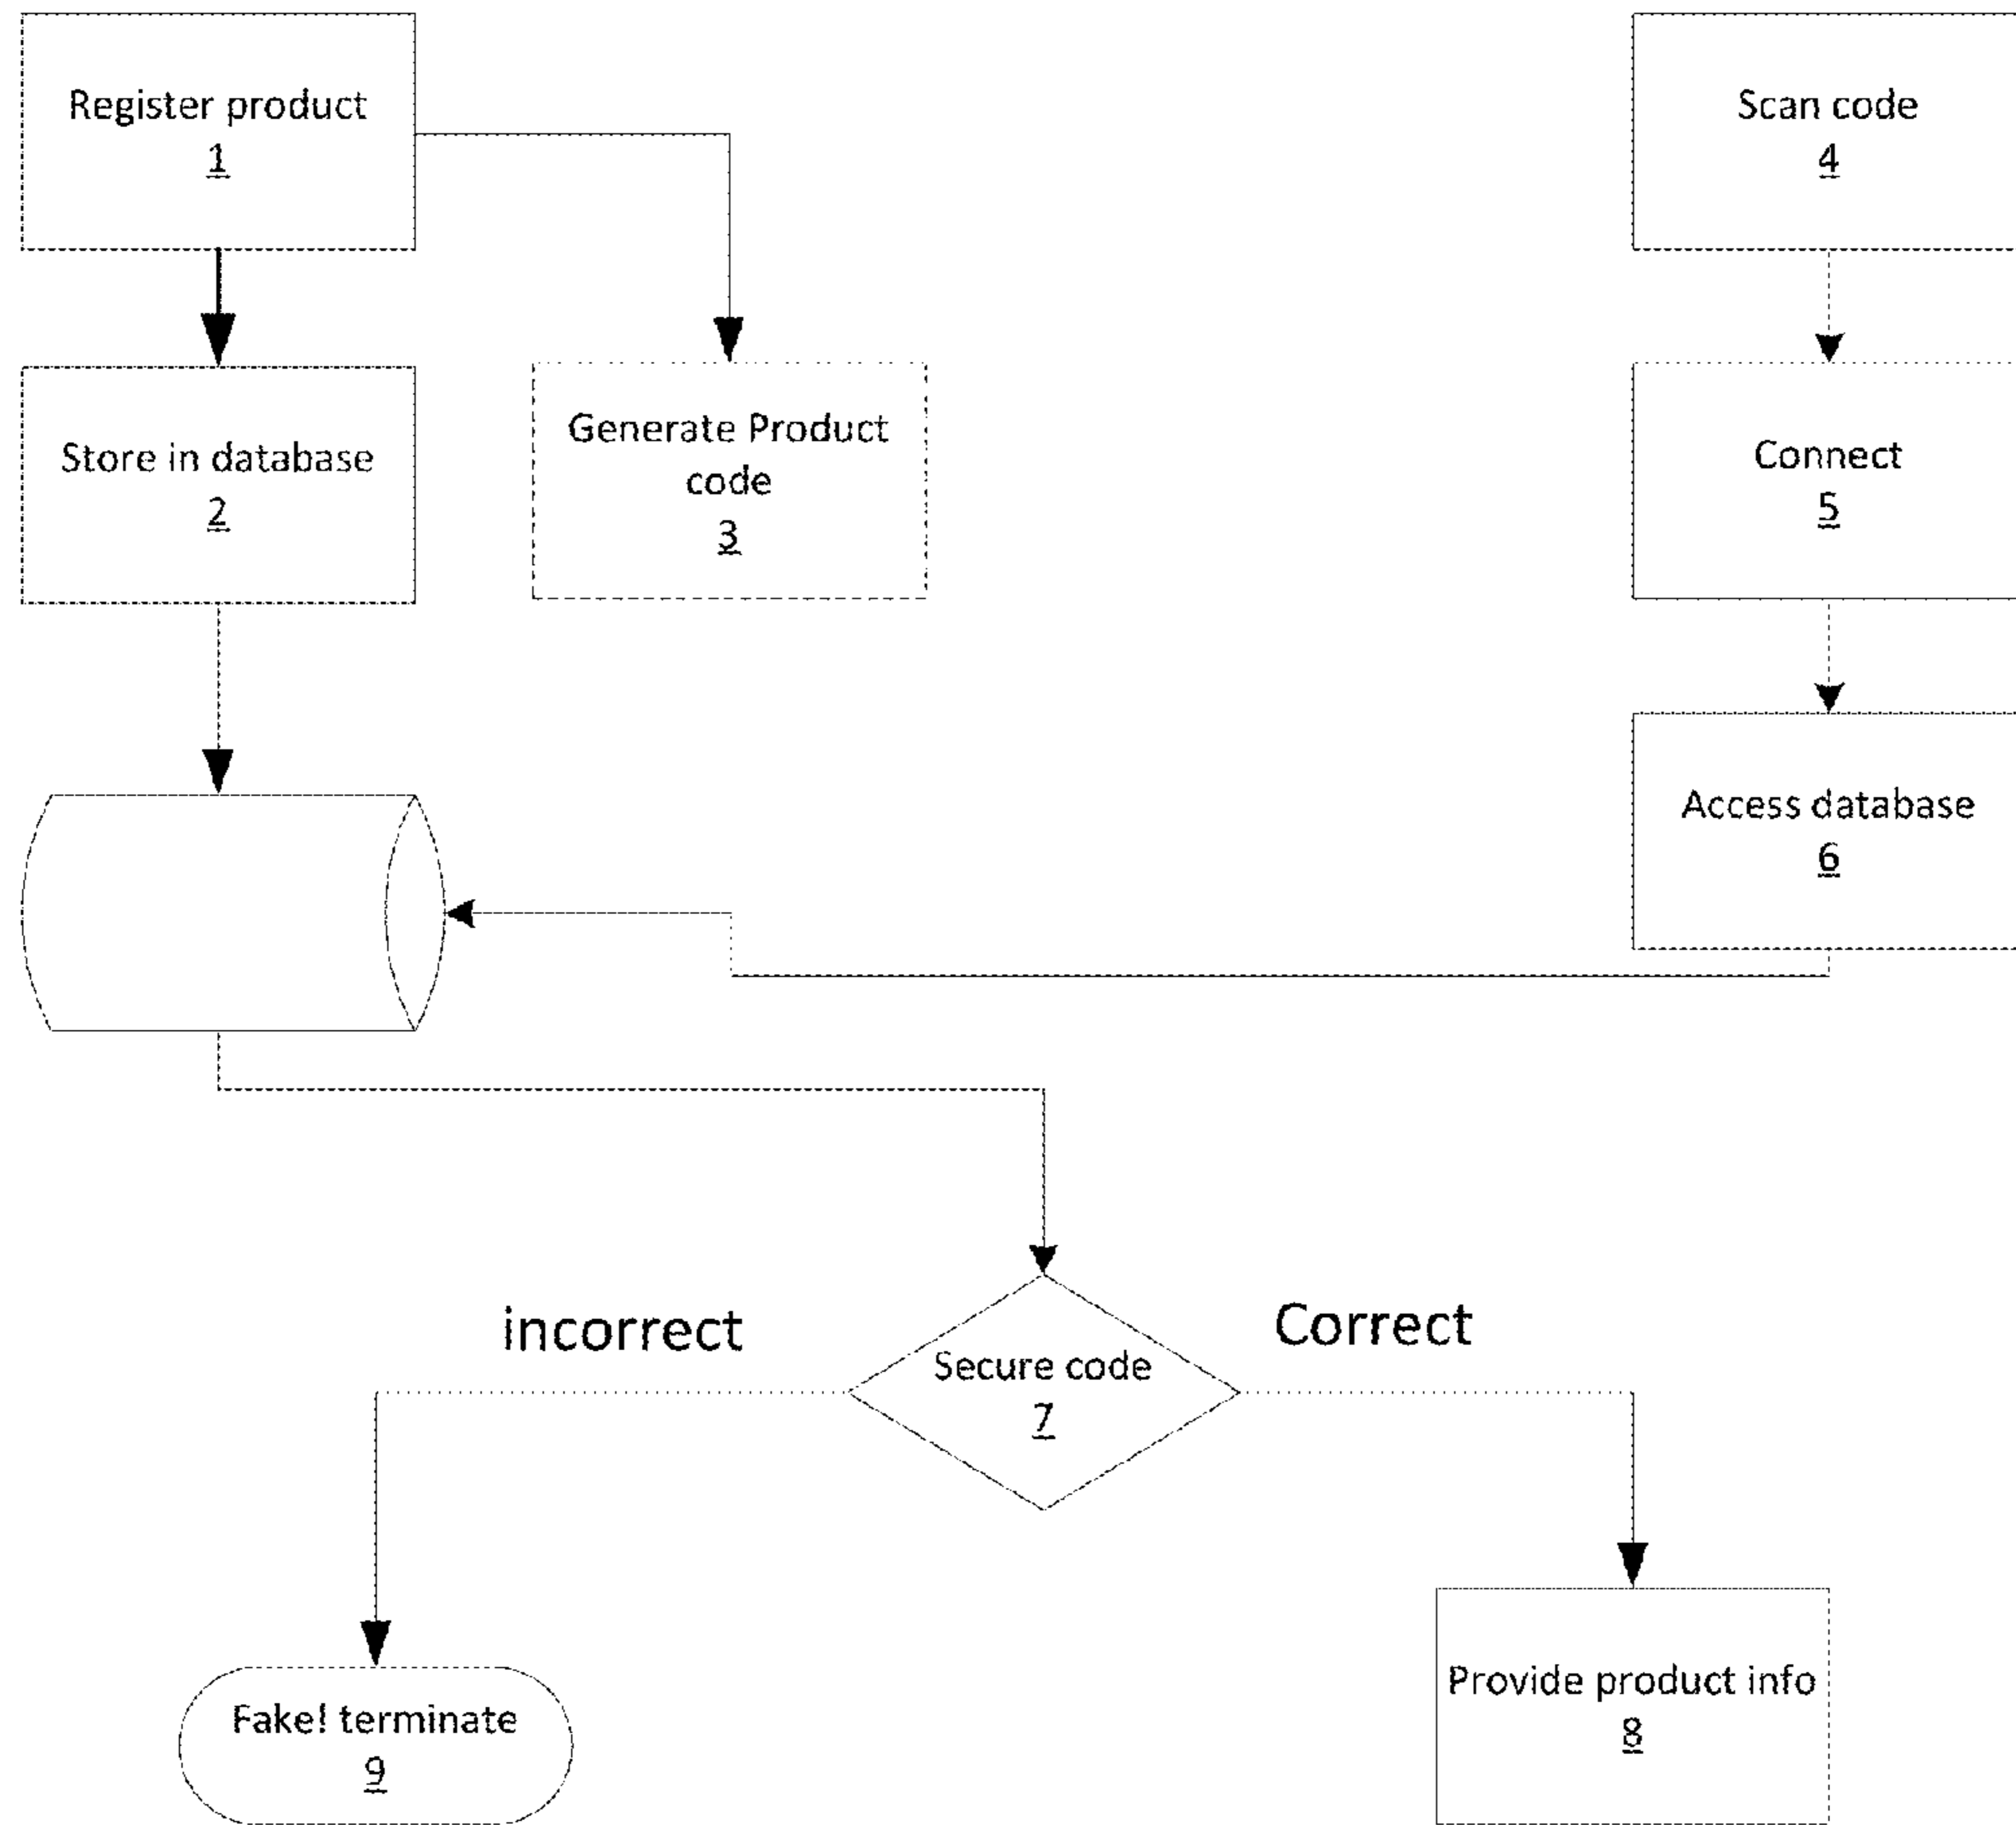 Register product
1
Scan code
4
Store in database
2
Generate Product
code
3
Connect
5
Access database
6
incorrect
Correct
Secure code
7
Fake! terminate
9
Provide product info
8